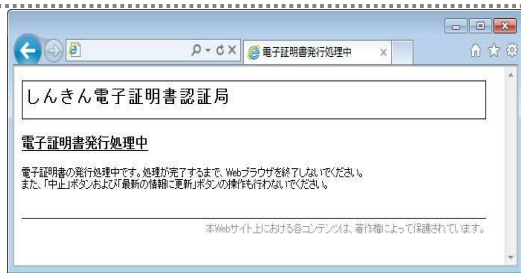 電子証明書発行処理中
しんきん電子証明書認証局
電子証明書発行処理中
電子証明書の発行処理中です。処理が完了するまで、Webブラウザを終了しないでください。
また、「中止」ボタンおよび「最新の情報に更新」ボタンの操作も行わないでください。
本Webサイト上における各コンテンツは、著作権によって保護されています。